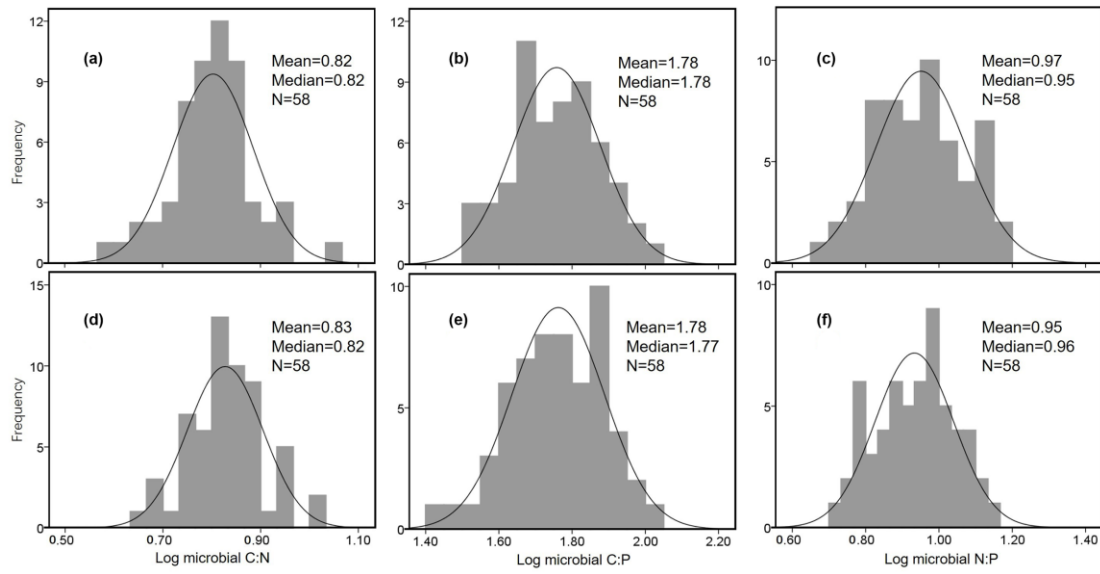 (a)
Mean=0.82
Median=0.82
N=58
12
9
6
3
0
Frequency
(b)
Mean=1.78
Median=1.78
N=58
12
9
6
3
0
(c)
Mean=0.97
Median=0.95
N=58
10
5
0
(d)
Mean=0.83
Median=0.82
N=58
15
10
5
0
Frequency
0.50 0.70 0.90 1.10
Log microbial C:N
(e)
Mean=1.78
Median=1.77
N=58
10
5
0
1.40 1.60 1.80 2.00 2.20
Log microbial C:P
(f)
Mean=0.95
Median=0.96
N=58
10
5
0
0.60 0.80 1.00 1.20 1.40
Log microbial N:P